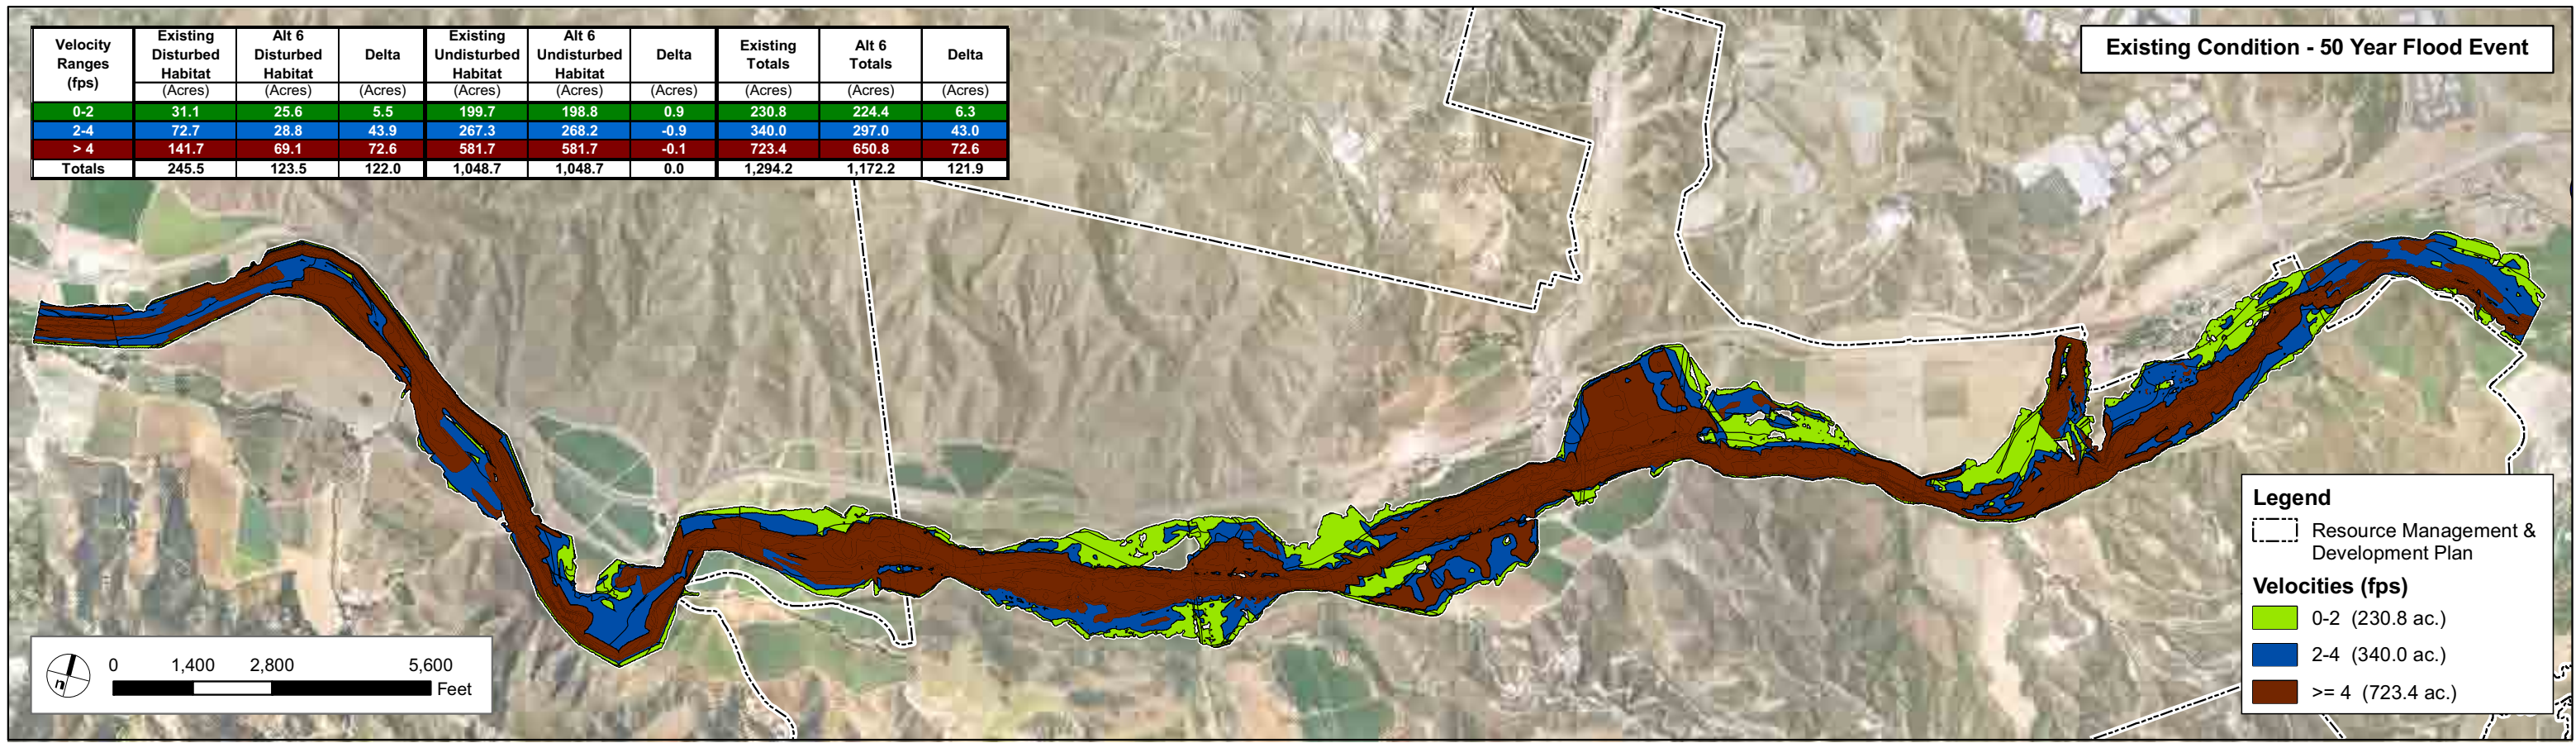 Existing Condition - 50 Year Flood Event
Velocity Ranges (fps) | Existing Disturbed Habitat | Alt 6 Disturbed Habitat | Delta | Existing Undisturbed Habitat | Alt 6 Undisturbed Habitat | Delta | Existing Totals | Alt 6 Totals | Delta
(Acres) | (Acres) | (Acres) | (Acres) | (Acres) | (Acres) | (Acres) | (Acres) | (Acres)
0-2 | 31.1 | 25.6 | 5.5 | 199.7 | 198.8 | 0.9 | 230.8 | 224.4 | 6.3
2-4 | 72.7 | 28.8 | 43.9 | 267.3 | 268.2 | -0.9 | 340.0 | 297.0 | 43.0
> 4 | 141.7 | 69.1 | 72.6 | 581.7 | 581.7 | -0.1 | 723.4 | 650.8 | 72.6
Totals | 245.5 | 123.5 | 122.0 | 1,048.7 | 1,048.7 | 0.0 | 1,294.2 | 1,172.2 | 121.9
Legend
Resource Management &
Development Plan
Velocities (fps)
0-2 (230.8 ac.)
2-4 (340.0 ac.)
>= 4 (723.4 ac.)
n
0 1,400 2,800 5,600
Feet